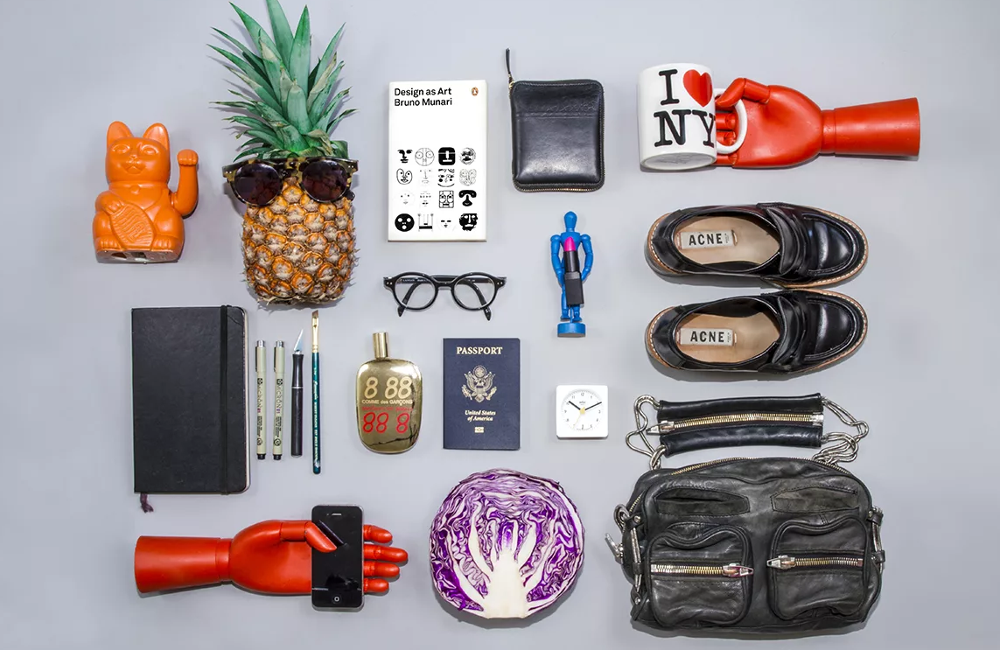 Design as Art
Bruno Munari
I ♥
NY
ACNE
ACNE
8 88
COMME des GARÇONS
88 8
PASSPORT
United States
of America
BRAUN